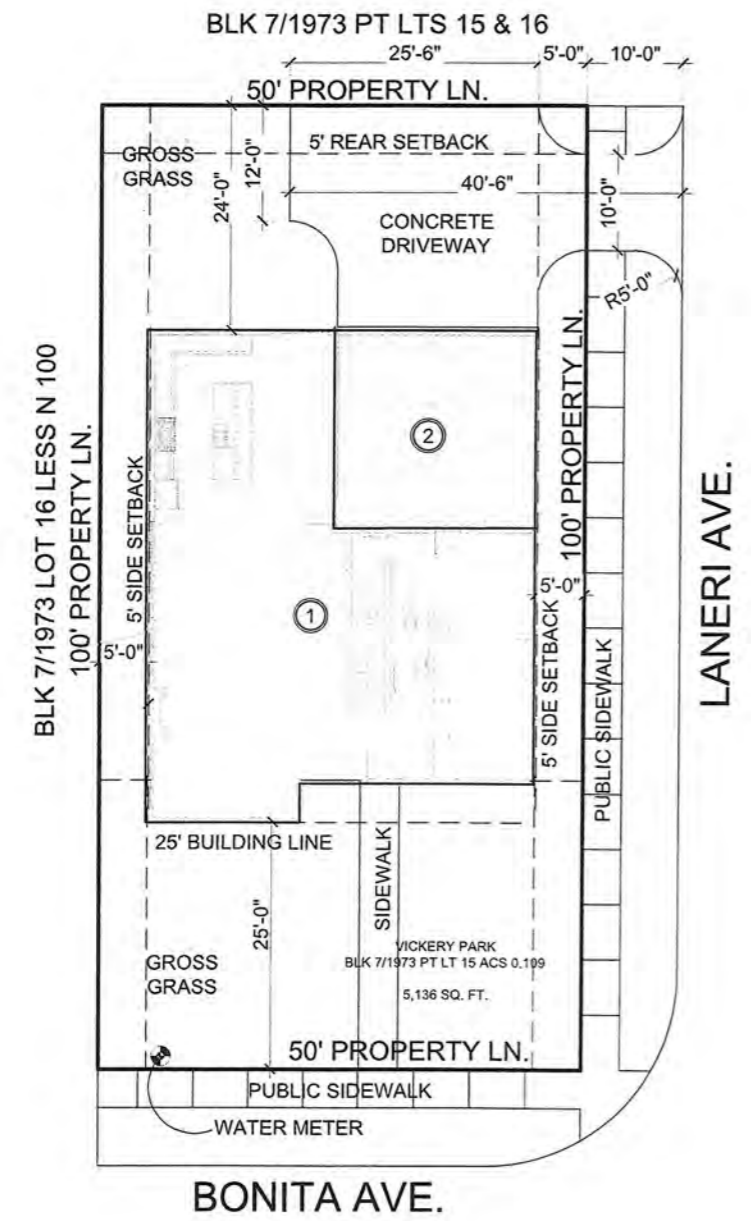 BLK 7/1973 PT LTS 15 & 16
25'-6"
5'-0"
10'-0"
50' PROPERTY LN.
5' REAR SETBACK
GROSS
GRASS
24'-0"
12'-0"
40'-6"
CONCRETE
DRIVEWAY
10'-0"
R5'-0"
2
1
BLK 7/1973 LOT 16 LESS N 100
100' PROPERTY LN.
5' SIDE SETBACK
5'-0"
100' PROPERTY LN.
5'-0"
5' SIDE SETBACK
PUBLIC SIDEWALK
LANERI AVE.
25' BUILDING LINE
25'-0"
SIDEWALK
GROSS
GRASS
VICKERY PARK
BLK 7/1973 PT LT 15 ACS 0.109
5,136 SQ. FT.
50' PROPERTY LN.
PUBLIC SIDEWALK
WATER METER
BONITA AVE.